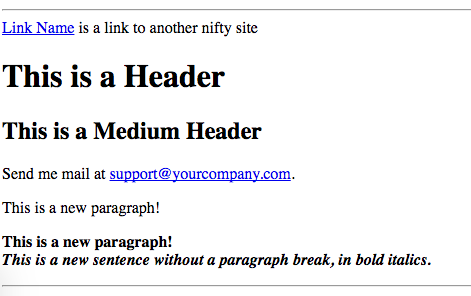 Link Name is a link to another nifty site
This is a Header
This is a Medium Header
Send me mail at support@yourcompany.com.
This is a new paragraph!
This is a new paragraph!
This is a new sentence without a paragraph break, in bold italics.